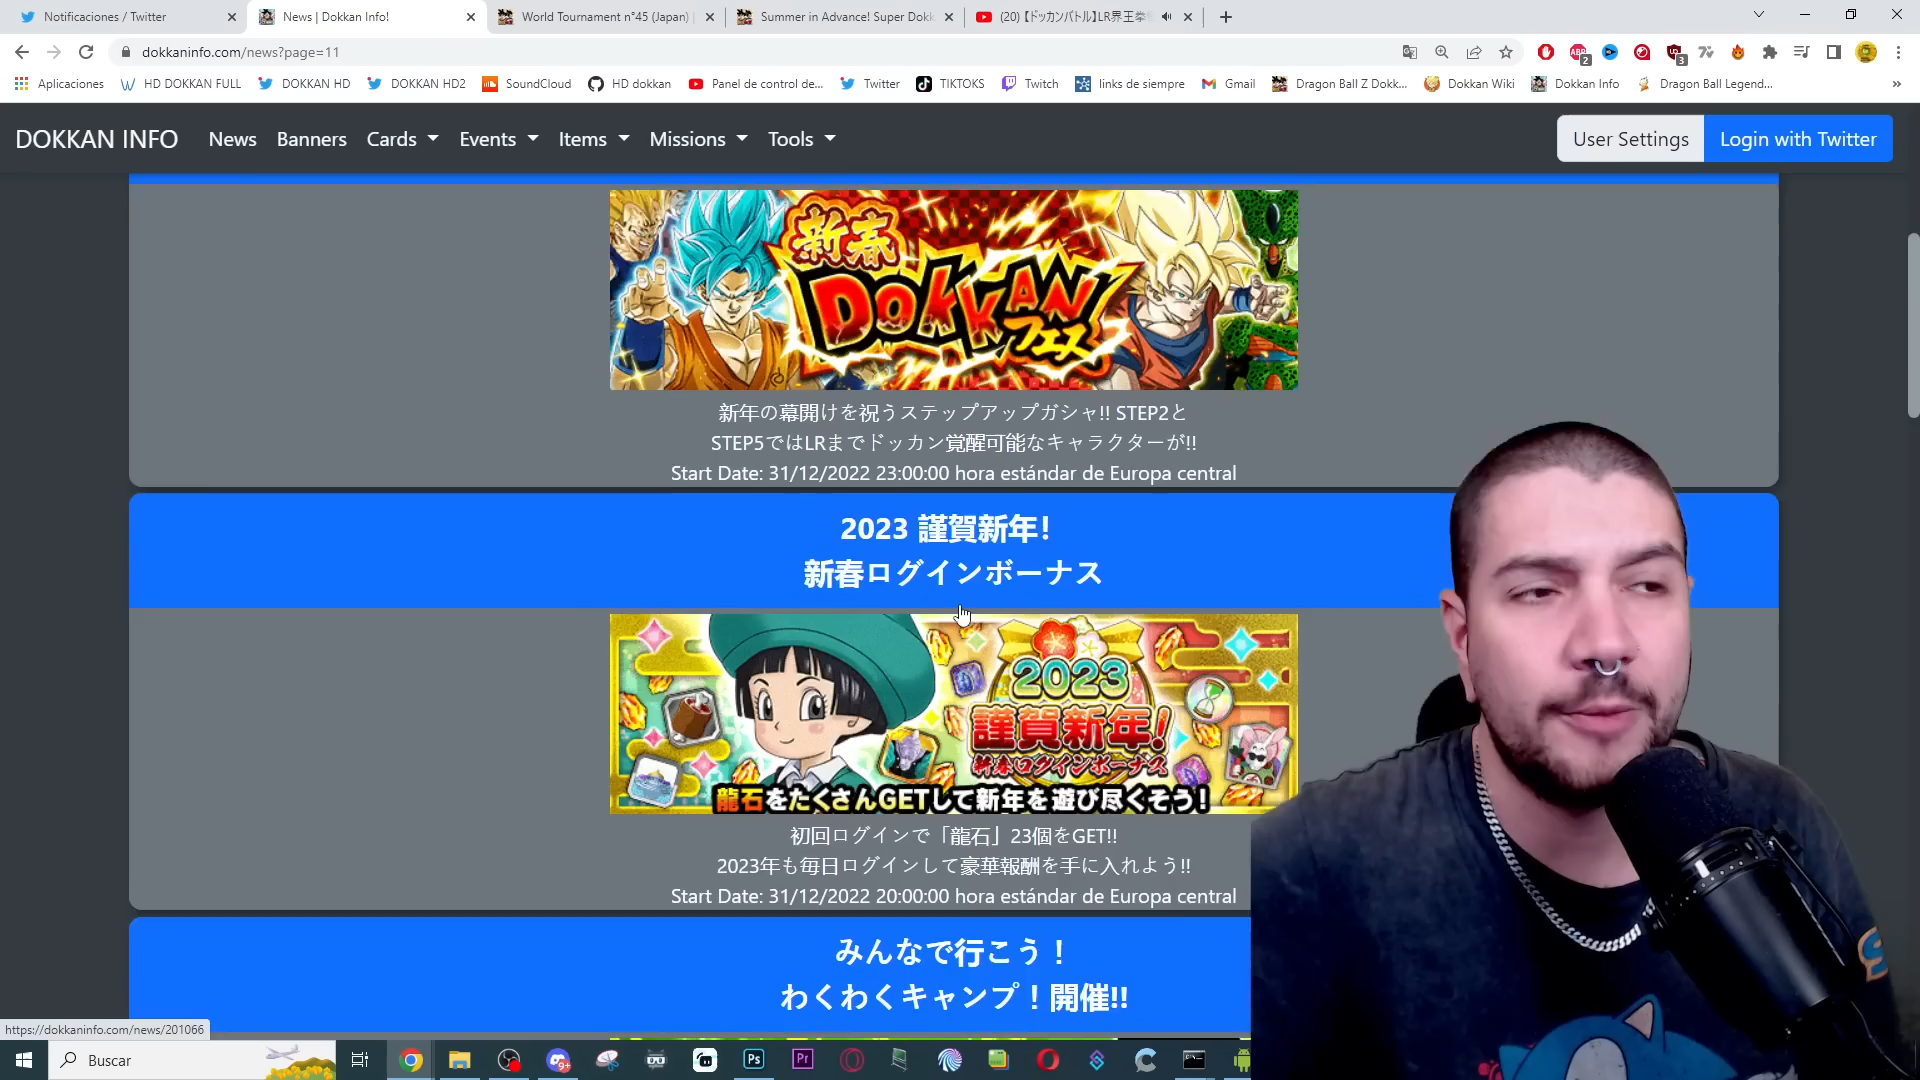 Notificaciones / Twitter
News | Dokkan Info!
World Tournament n°45 (Japan) |
Summer in Advance! Super Dokk
(20) 【ドッカンバトル】LR界王拳
dokkaninfo.com/news?page=11
Aplicaciones
HD DOKKAN FULL
DOKKAN HD
DOKKAN HD2
SoundCloud
HD dokkan
Panel de control de...
Twitter
TIKTOKS
Twitch
links de siempre
Gmail
Dragon Ball Z Dokk...
Dokkan Wiki
Dokkan Info
Dragon Ball Legend...
»
DOKKAN INFO
News
Banners
Cards
Events
Items
Missions
Tools
User Settings
Login with Twitter
新春
DOKKAN
フェス
新年の幕開けを祝うステップアップガシャ!! STEP2と
STEP5ではLRまでドッカン覚醒可能なキャラクターが!!
Start Date: 31/12/2022 23:00:00 hora estándar de Europa central
2023 謹賀新年!
新春ログインボーナス
2023
謹賀新年!
新春ログインボーナス
龍石をたくさんGETして新年を遊び尽くそう!
初回ログインで「龍石」23個をGET!!
2023年も毎日ログインして豪華報酬を手に入れよう!!
Start Date: 31/12/2022 20:00:00 hora estándar de Europa central
みんなで行こう！
わくわくキャンプ！開催!!
https://dokkaninfo.com/news/201066
Buscar
9+
Ps
Pr